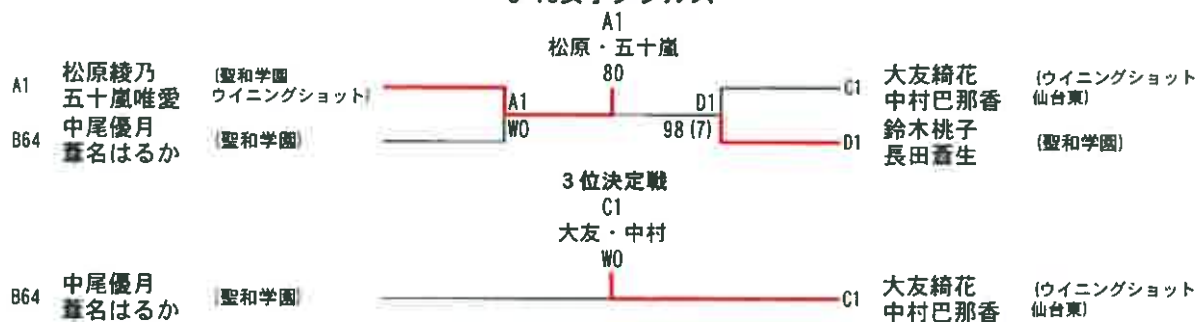 A1
松原・五十嵐
80
A1
松原綾乃
五十嵐唯愛
(聖和学園
ウイニングショット)
B64
中尾優月
葦名はるか
(聖和学園)
A1
W0
D1
98(7)
C1
大友綺花
中村巴那香
(ウイニングショット
仙台東)
D1
鈴木桃子
長田蒼生
(聖和学園)
3位決定戦
C1
大友・中村
W0
B64
中尾優月
葦名はるか
(聖和学園)
C1
大友綺花
中村巴那香
(ウイニングショット
仙台東)